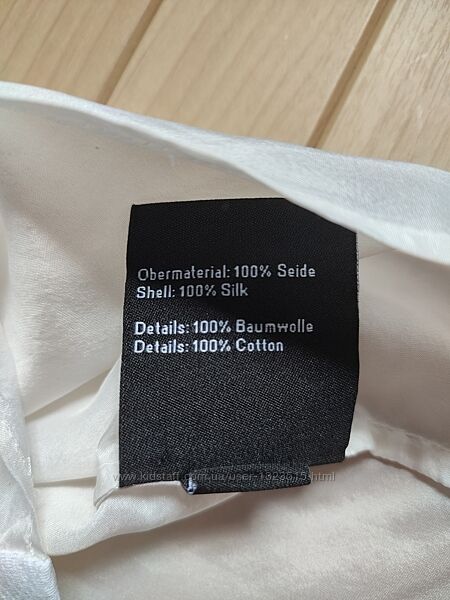 Obermaterial: 100% Seide
Shell: 100% Silk
Details: 100% Baumwolle
Details: 100% Cotton